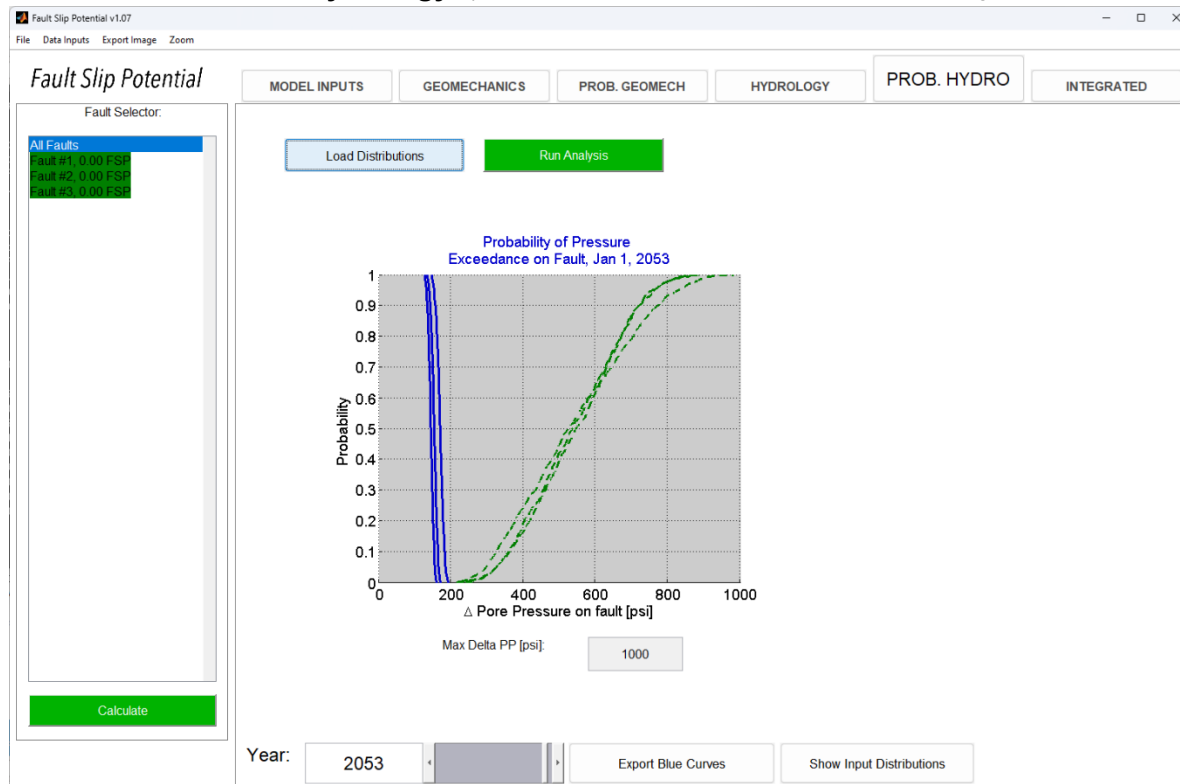 Fault Slip Potential v1.07
File Data Inputs Export Image Zoom
Fault Slip Potential
MODEL INPUTS GEOMECHANICS PROB. GEOMECH HYDROLOGY PROB. HYDRO INTEGRATED
Fault Selector:
All Faults
Fault #1, 0.00 FSP
Fault #2, 0.00 FSP
Fault #3, 0.00 FSP
Load Distributions Run Analysis
Probability of Pressure
Exceedance on Fault, Jan 1, 2053
1
0.9
0.8
0.7
0.6
0.5
0.4
0.3
0.2
0.1
0
Probability
0 200 400 600 800 1000
Δ Pore Pressure on fault [psi]
Max Delta PP [psi]: 1000
Calculate
Year: 2053 Export Blue Curves Show Input Distributions